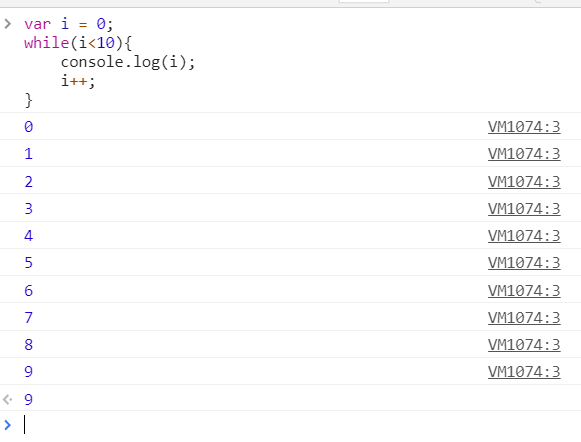 var i = 0;
while(i<10){
    console.log(i);
    i++;
}
0 VM1074:3
1 VM1074:3
2 VM1074:3
3 VM1074:3
4 VM1074:3
5 VM1074:3
6 VM1074:3
7 VM1074:3
8 VM1074:3
9 VM1074:3
9